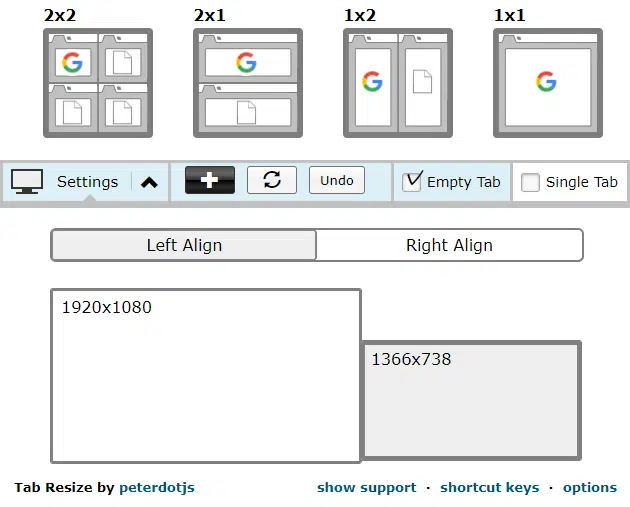 2x2 2x1 1x2 1x1
Settings Undo Empty Tab Single Tab
Left Align Right Align
1920x1080
1366x738
Tab Resize by peterdotjs show support · shortcut keys · options